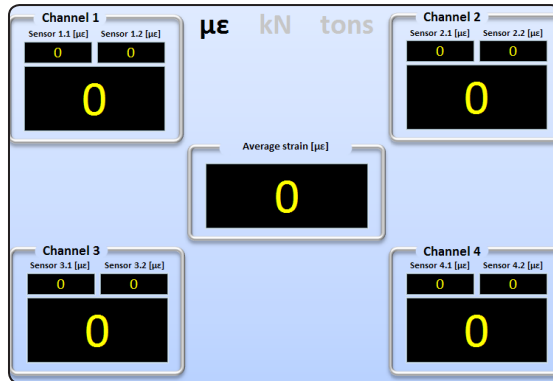 Channel 1
Sensor 1.1 [µε] Sensor 1.2 [µε]
0 0
0
µε kN tons
Channel 2
Sensor 2.1 [µε] Sensor 2.2 [µε]
0 0
0
Average strain [µε]
0
Channel 3
Sensor 3.1 [µε] Sensor 3.2 [µε]
0 0
0
Channel 4
Sensor 4.1 [µε] Sensor 4.2 [µε]
0 0
0